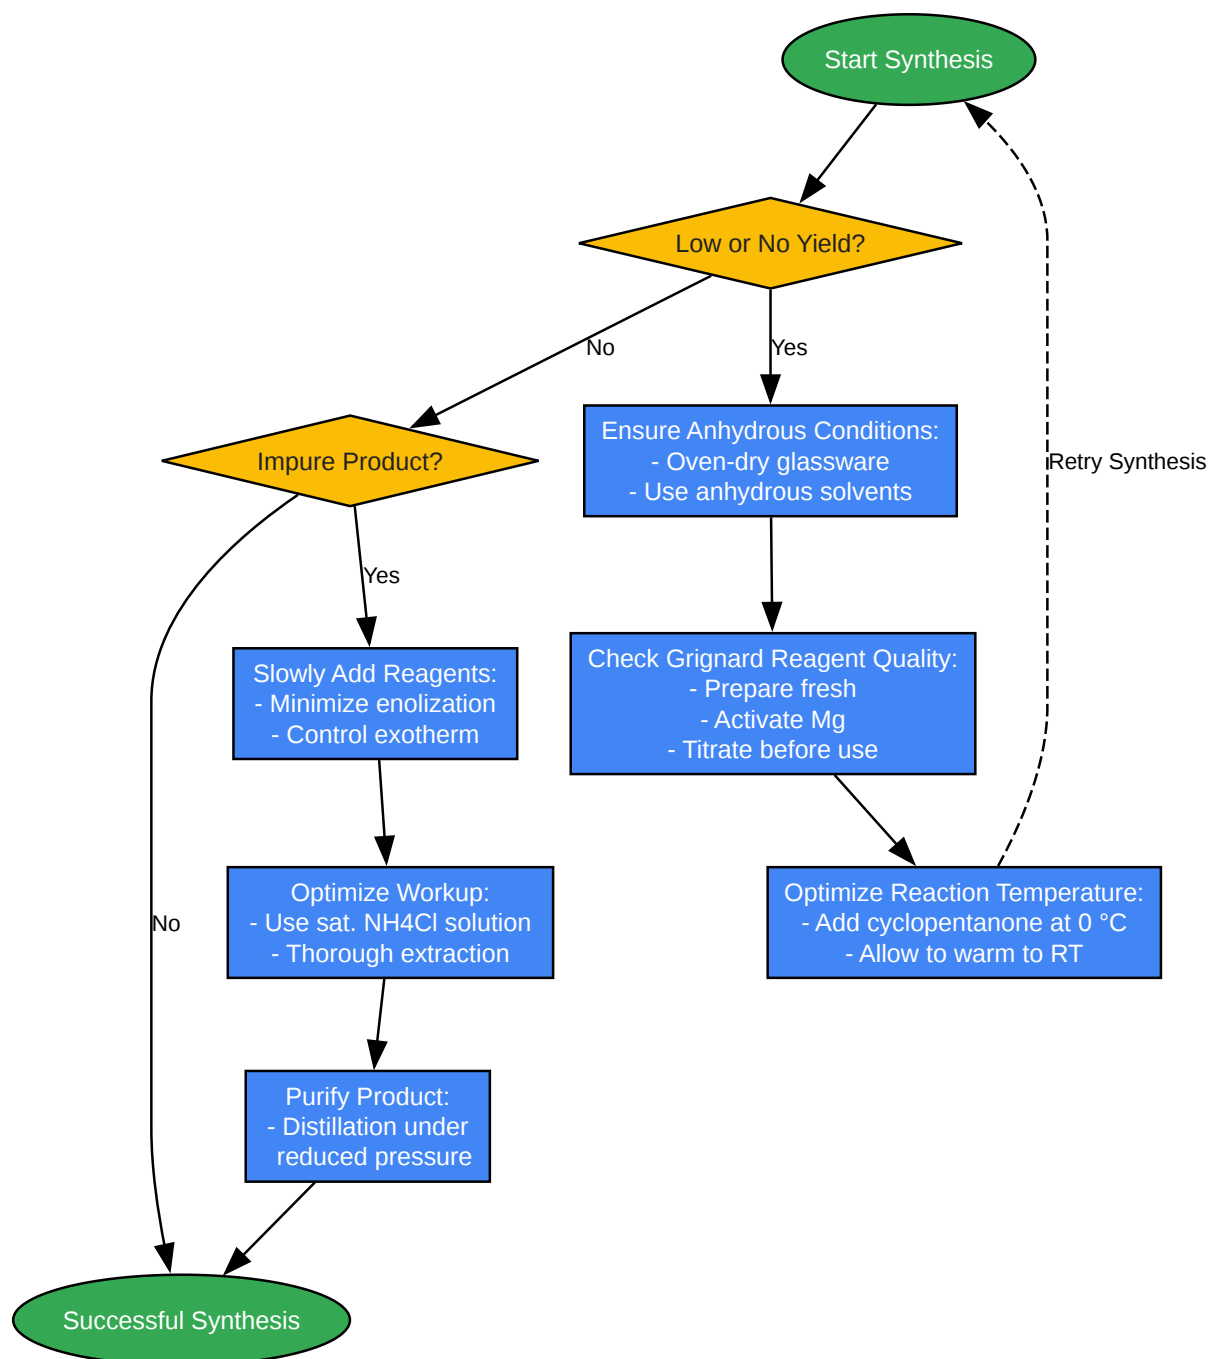 Start Synthesis
Low or No Yield?
No
Yes
Impure Product?
Ensure Anhydrous Conditions:
- Oven-dry glassware
- Use anhydrous solvents
Retry Synthesis
Yes
Slowly Add Reagents:
- Minimize enolization
- Control exotherm
Check Grignard Reagent Quality:
- Prepare fresh
- Activate Mg
- Titrate before use
No
Optimize Workup:
- Use sat. NH4Cl solution
- Thorough extraction
Optimize Reaction Temperature:
- Add cyclopentanone at 0 °C
- Allow to warm to RT
Purify Product:
- Distillation under
reduced pressure
Successful Synthesis